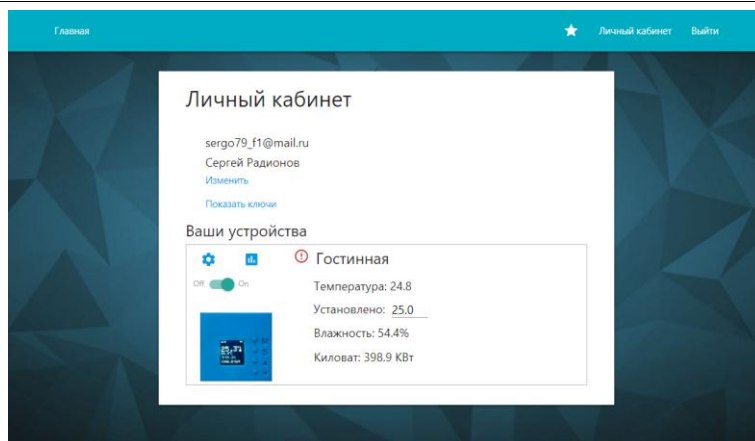 Главная Личный кабинет Выйти
Личный кабинет
sergo79_f1@mail.ru
Сергей Радионов
Изменить
Показать ключи
Ваши устройства
Гостинная
Off On
Температура: 24.8
Установлено: 25.0
Влажность: 54.4%
Киловат: 398.9 КВт